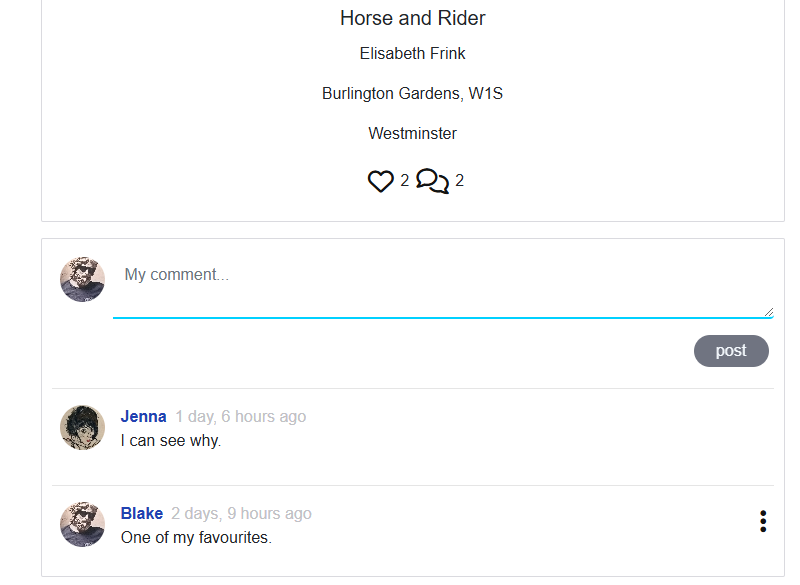 Horse and Rider
Elisabeth Frink
Burlington Gardens, W1S
Westminster
2 2
My comment...
post
Jenna 1 day, 6 hours ago
I can see why.
Blake 2 days, 9 hours ago
One of my favourites.